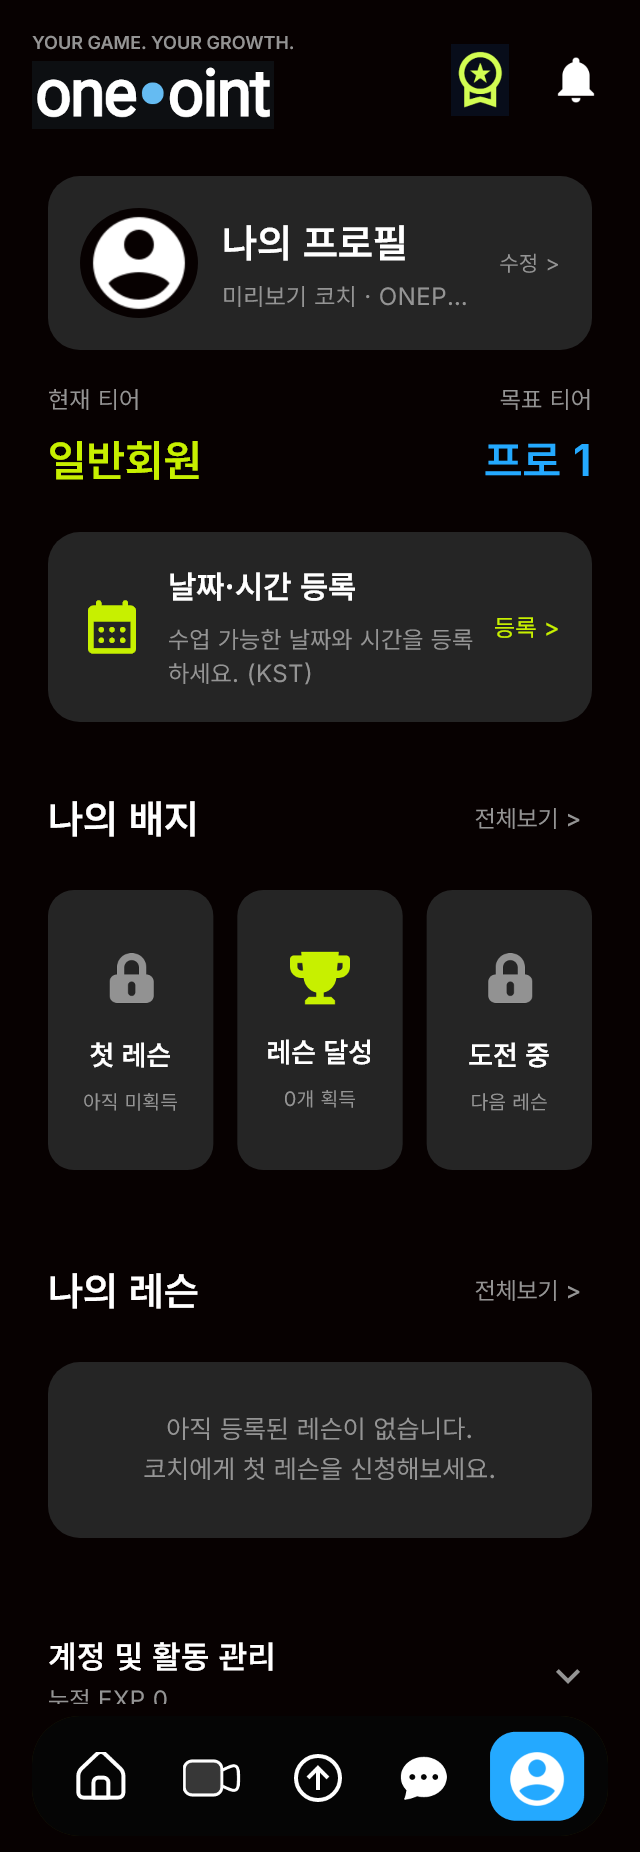 YOUR GAME. YOUR GROWTH.
one•oint
나의 프로필
미리보기 코치 · ONEP...
수정 >
현재 티어
목표 티어
일반회원
프로 1
날짜·시간 등록
수업 가능한 날짜와 시간을 등록
하세요. (KST)
등록 >
나의 배지
전체보기 >
첫 레슨
아직 미획득
레슨 달성
0개 획득
도전 중
다음 레슨
나의 레슨
전체보기 >
아직 등록된 레슨이 없습니다.
코치에게 첫 레슨을 신청해보세요.
계정 및 활동 관리
누적 EXP 0